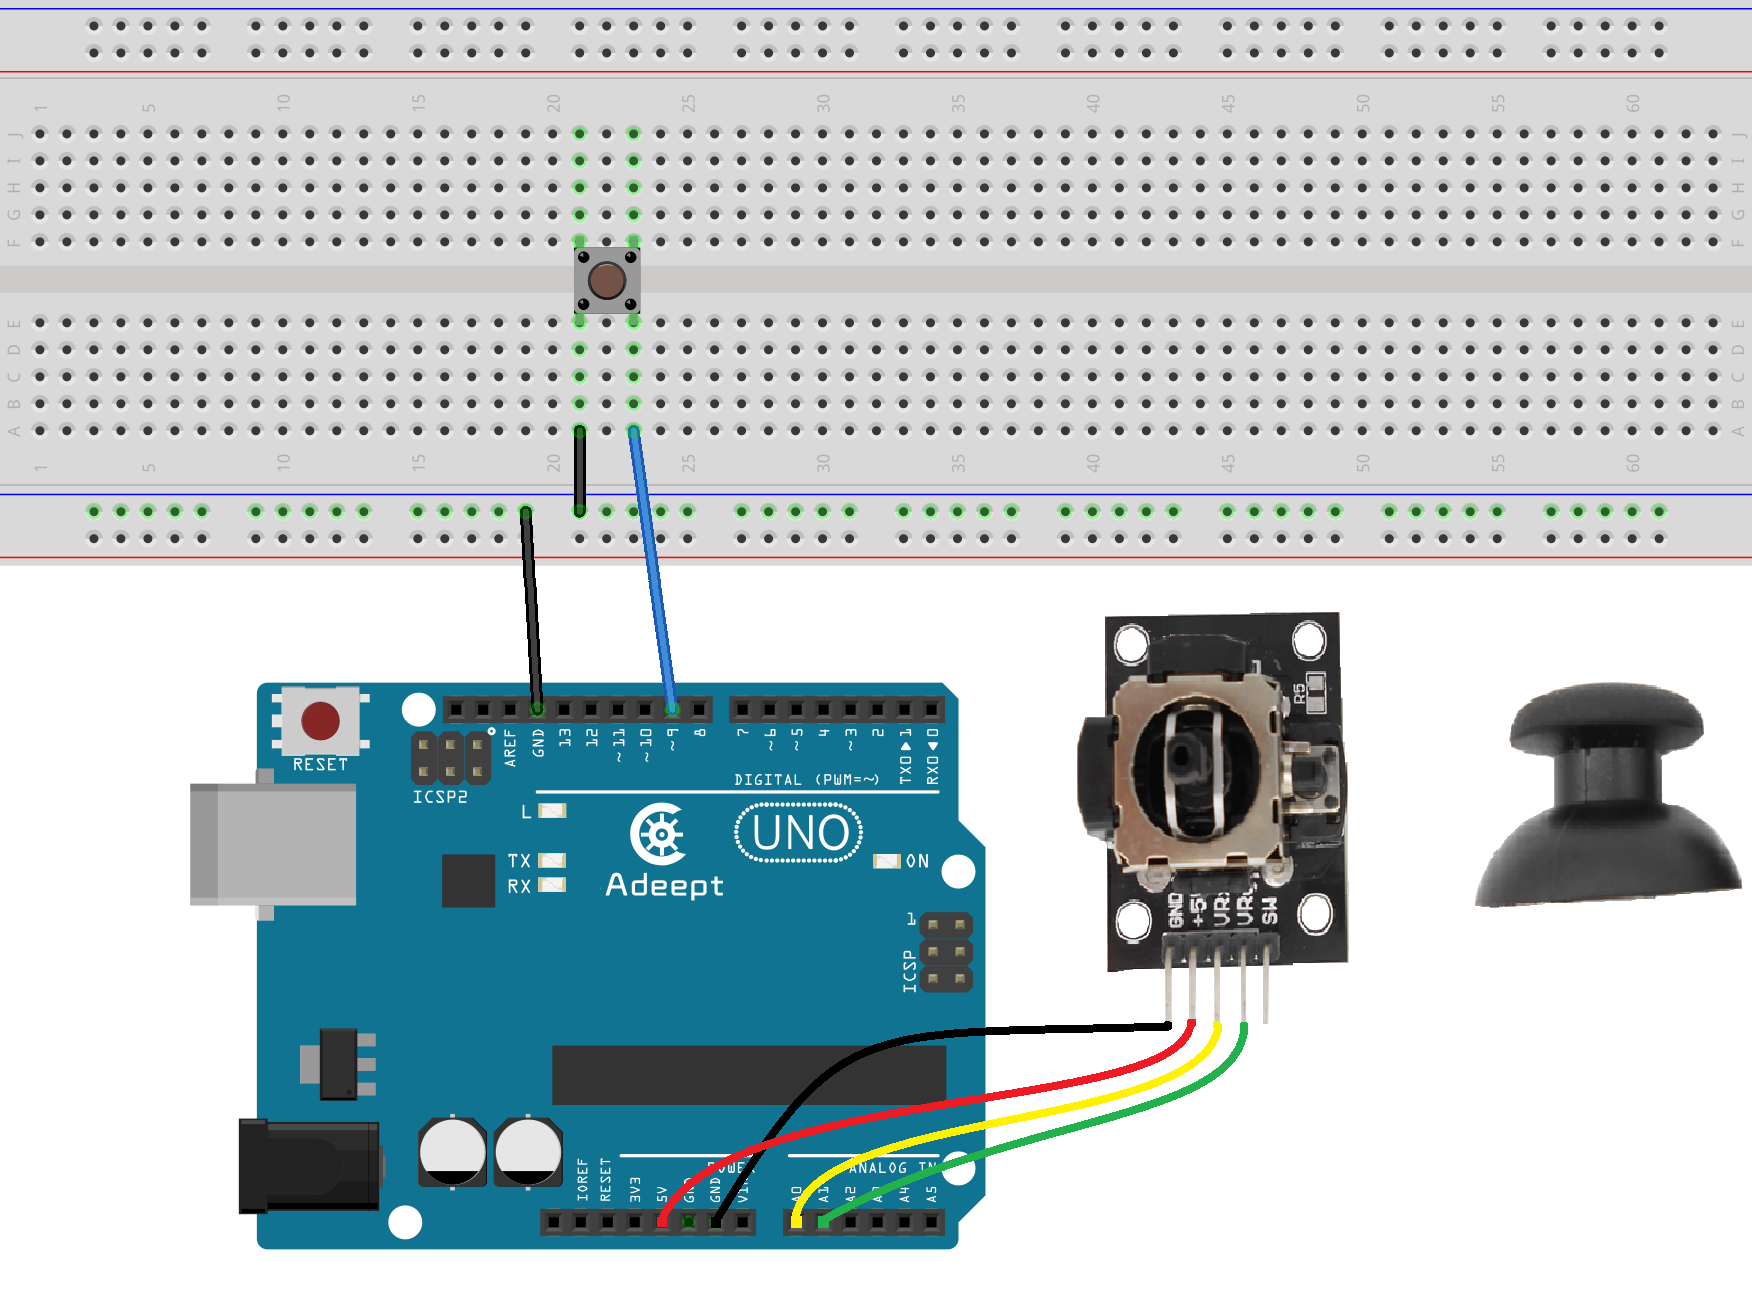 1 5 10 15 20 25 30 35 40 45 50 55 60
J J
I I
H H
G G
F F
E E
D D
C C
B B
A A
1 5 10 15 20 25 30 35 40 45 50 55 60
RESET
ICSP2
AREF GND 13 12 ~11 ~10 ~9 8 7 ~6 ~5 4 ~3 2 TX0▶1 RX0◀0
DIGITAL (PWM=~)
L
TX
RX
UNO
Adeept
ON
1
ICSP
R5
GND +5 VR SW
POWER
ANALOG IN
IOREF RESET 3V3 5V GND GND VIN A0 A1 A2 A3 A4 A5